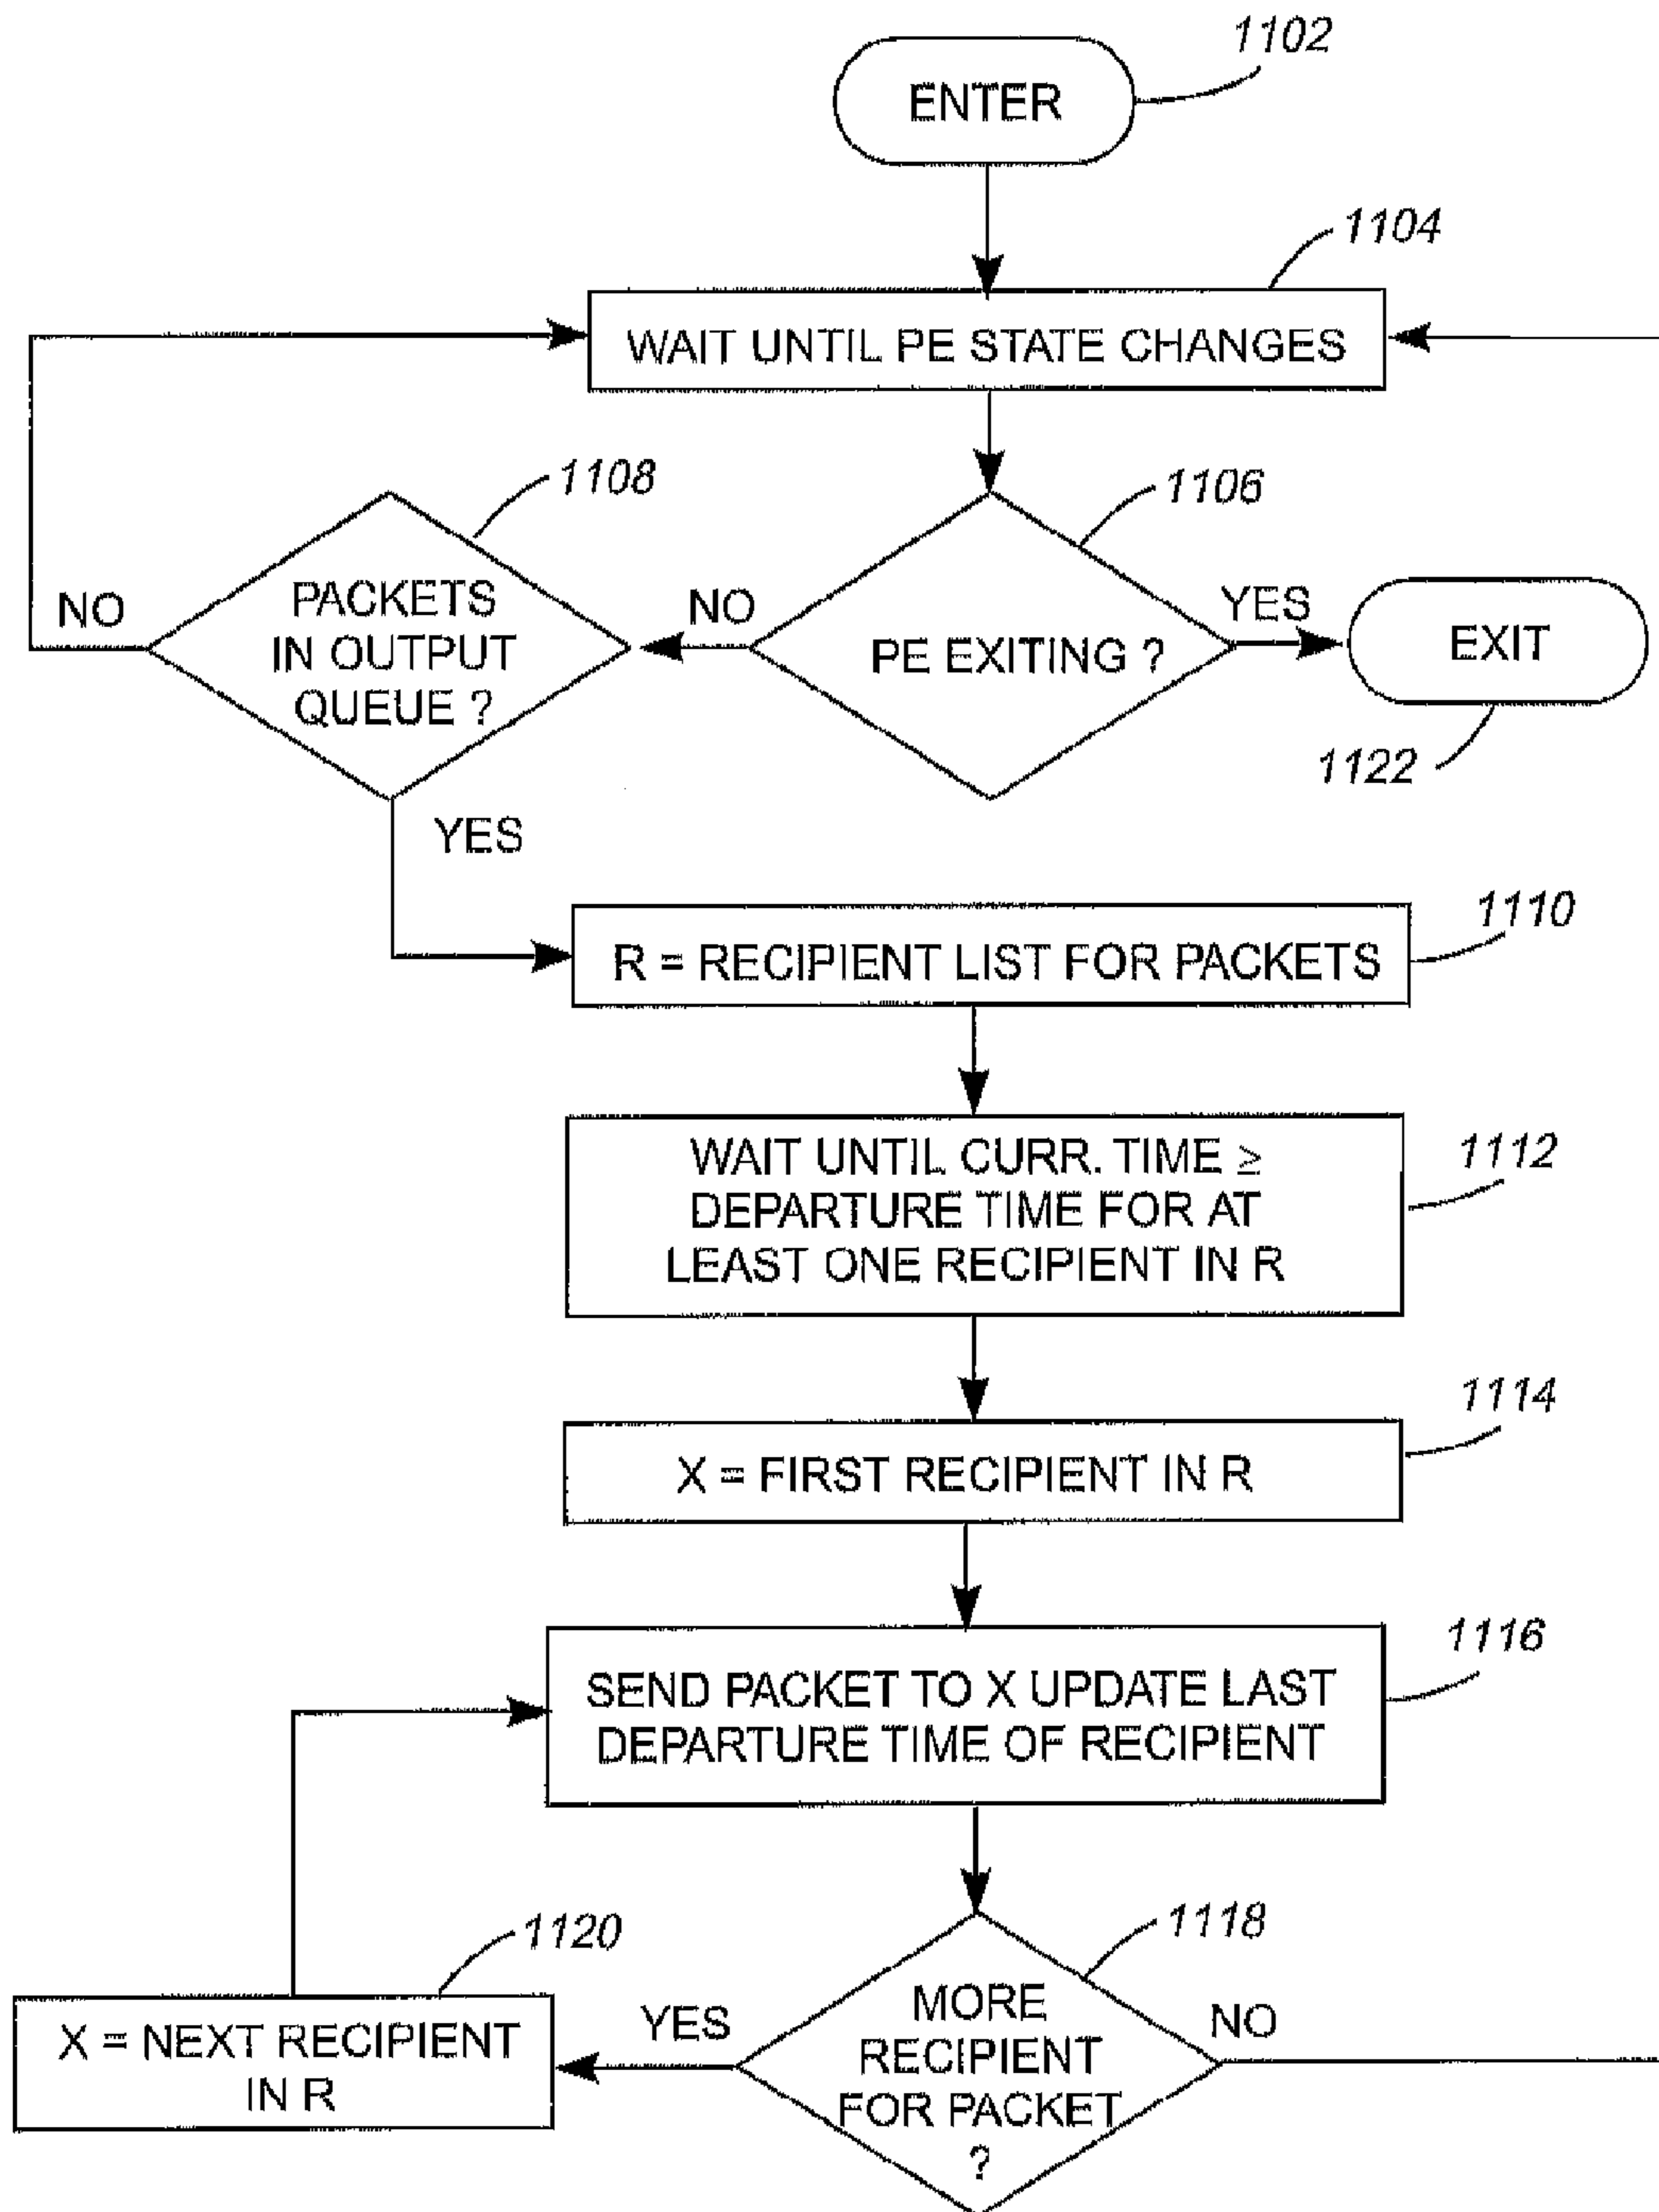 1102
ENTER
1104
WAIT UNTIL PE STATE CHANGES
1108
1106
NO
PACKETS
IN OUTPUT
QUEUE ?
NO
PE EXITING ?
YES
EXIT
1122
YES
1110
R = RECIPIENT LIST FOR PACKETS
1112
WAIT UNTIL CURR. TIME ≥
DEPARTURE TIME FOR AT
LEAST ONE RECIPIENT IN R
1114
X = FIRST RECIPIENT IN R
1116
SEND PACKET TO X UPDATE LAST
DEPARTURE TIME OF RECIPIENT
1120
1118
X = NEXT RECIPIENT
IN R
YES
MORE
RECIPIENT
FOR PACKET
?
NO